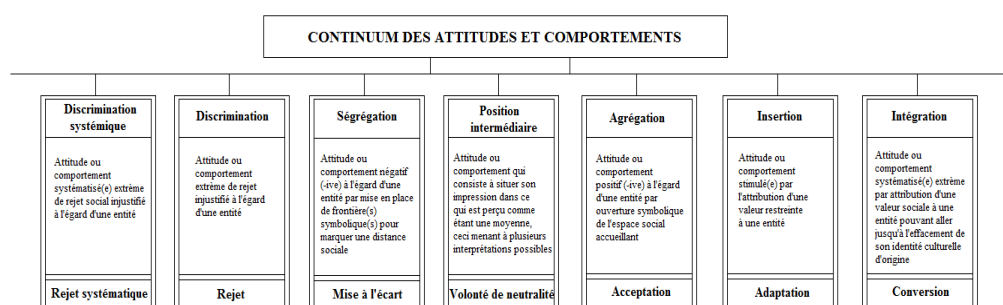 CONTINUUM DES ATTITUDES ET COMPORTEMENTS
Discrimination
systémique
Attitude ou
comportement
systématisé(e) extrême
de rejet social injustifié
à l'égard d'une entité
Rejet systématique
Discrimination
Attitude ou
comportement
extrême de rejet
injustifié à l'égard
d'une entité
Rejet
Ségrégation
Attitude ou
comportement négatif
(-ive) à l'égard d'une
entité par mise en place
de frontière(s)
symbolique(s) pour
marquer une distance
sociale
Mise à l'écart
Position
intermédiaire
Attitude ou
comportement qui
consiste à situer son
impression dans ce
qui est perçu comme
étant une moyenne,
ceci menant à plusieurs
interprétations possibles
Volonté de neutralité
Agrégation
Attitude ou
comportement
positif (-ive) à l'égard
d'une entité par
ouverture symbolique
de l'espace social
accueillant
Acceptation
Insertion
Attitude ou
comportement
stimulé(e) par
l'attribution d'une
valeur restreinte
à une entité
Adaptation
Intégration
Attitude ou
comportement
systématisé(e) extrême
par attribution d'une
valeur sociale à une
entité pouvant aller
jusqu'à l'effacement de
son identité culturelle
d'origine
Conversion